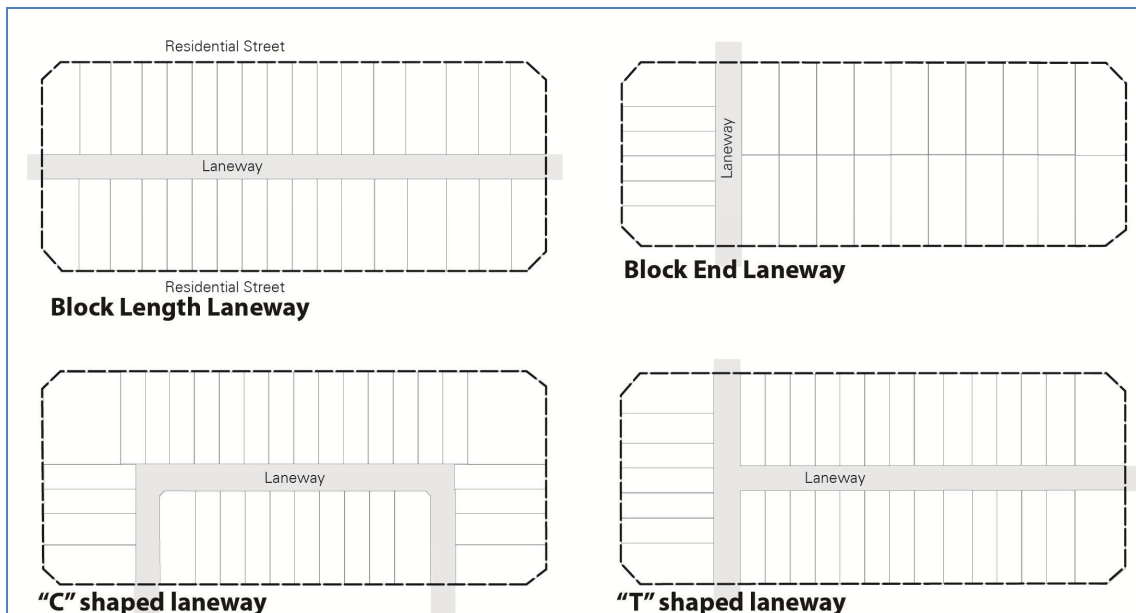 Residential Street
Laneway
Residential Street
Block Length Laneway
Laneway
Block End Laneway
Laneway
“C” shaped laneway
Laneway
“T” shaped laneway